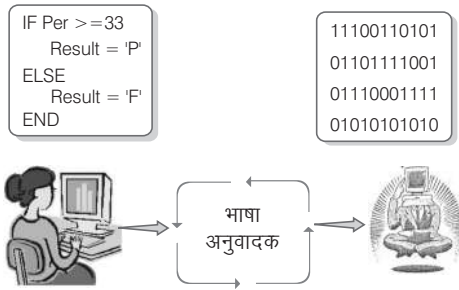 IF Per >=33
Result = 'P'
ELSE
Result = 'F'
END
11100110101
01101111001
01110001111
01010101010
भाषा
अनुवादक